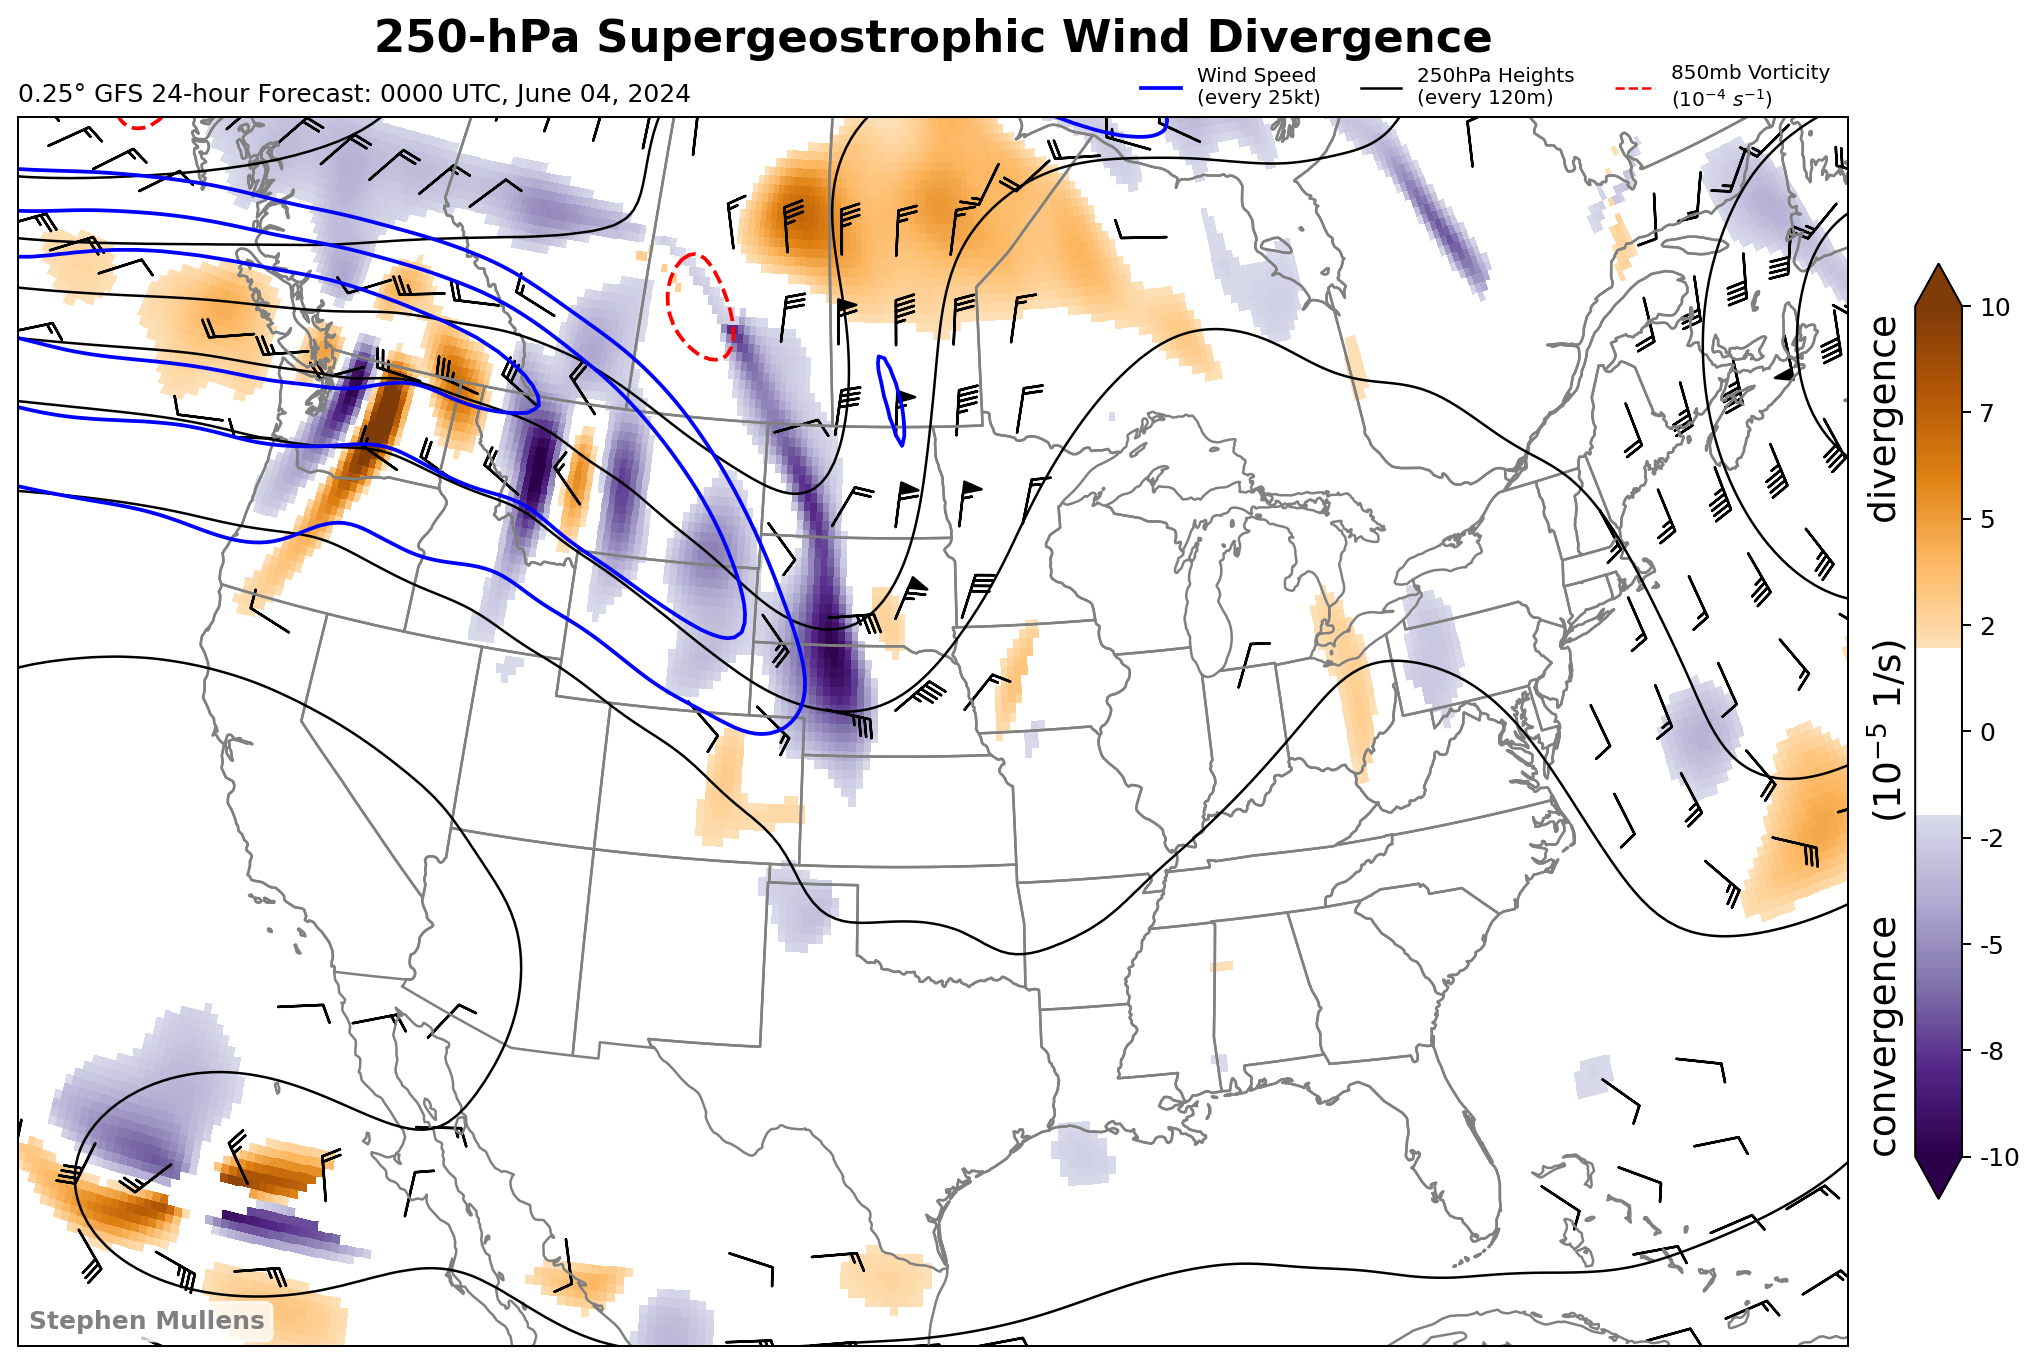 250-hPa Supergeostrophic Wind Divergence
0.25° GFS 24-hour Forecast: 0000 UTC, June 04, 2024
Wind Speed
(every 25kt)
250hPa Heights
(every 120m)
850mb Vorticity
(10⁻⁴ s⁻¹)
10
7
5
2
0
-2
-5
-8
-10
convergence (10⁻⁵ 1/s) divergence
Stephen Mullens